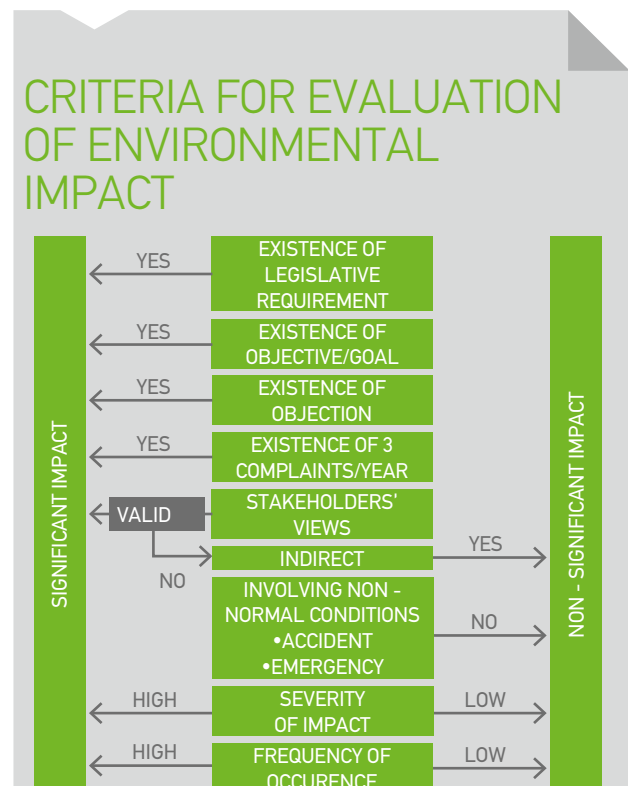 CRITERIA FOR EVALUATION
OF ENVIRONMENTAL
IMPACT
SIGNIFICANT IMPACT
NON - SIGNIFICANT IMPACT
YES
EXISTENCE OF
LEGISLATIVE
REQUIREMENT
YES
EXISTENCE OF
OBJECTIVE/GOAL
YES
EXISTENCE OF
OBJECTION
YES
EXISTENCE OF 3
COMPLAINTS/YEAR
VALID
STAKEHOLDERS'
VIEWS
NO
INDIRECT
YES
INVOLVING NON -
NORMAL CONDITIONS
•ACCIDENT
•EMERGENCY
NO
HIGH
SEVERITY
OF IMPACT
LOW
HIGH
FREQUENCY OF
OCCURENCE
LOW